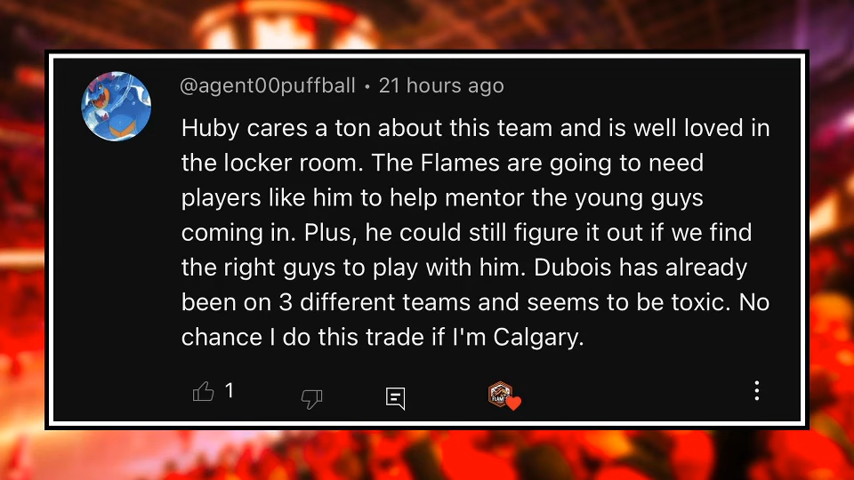 @agent00puffball • 21 hours ago
Huby cares a ton about this team and is well loved in
the locker room. The Flames are going to need
players like him to help mentor the young guys
coming in. Plus, he could still figure it out if we find
the right guys to play with him. Dubois has already
been on 3 different teams and seems to be toxic. No
chance I do this trade if I'm Calgary.
1